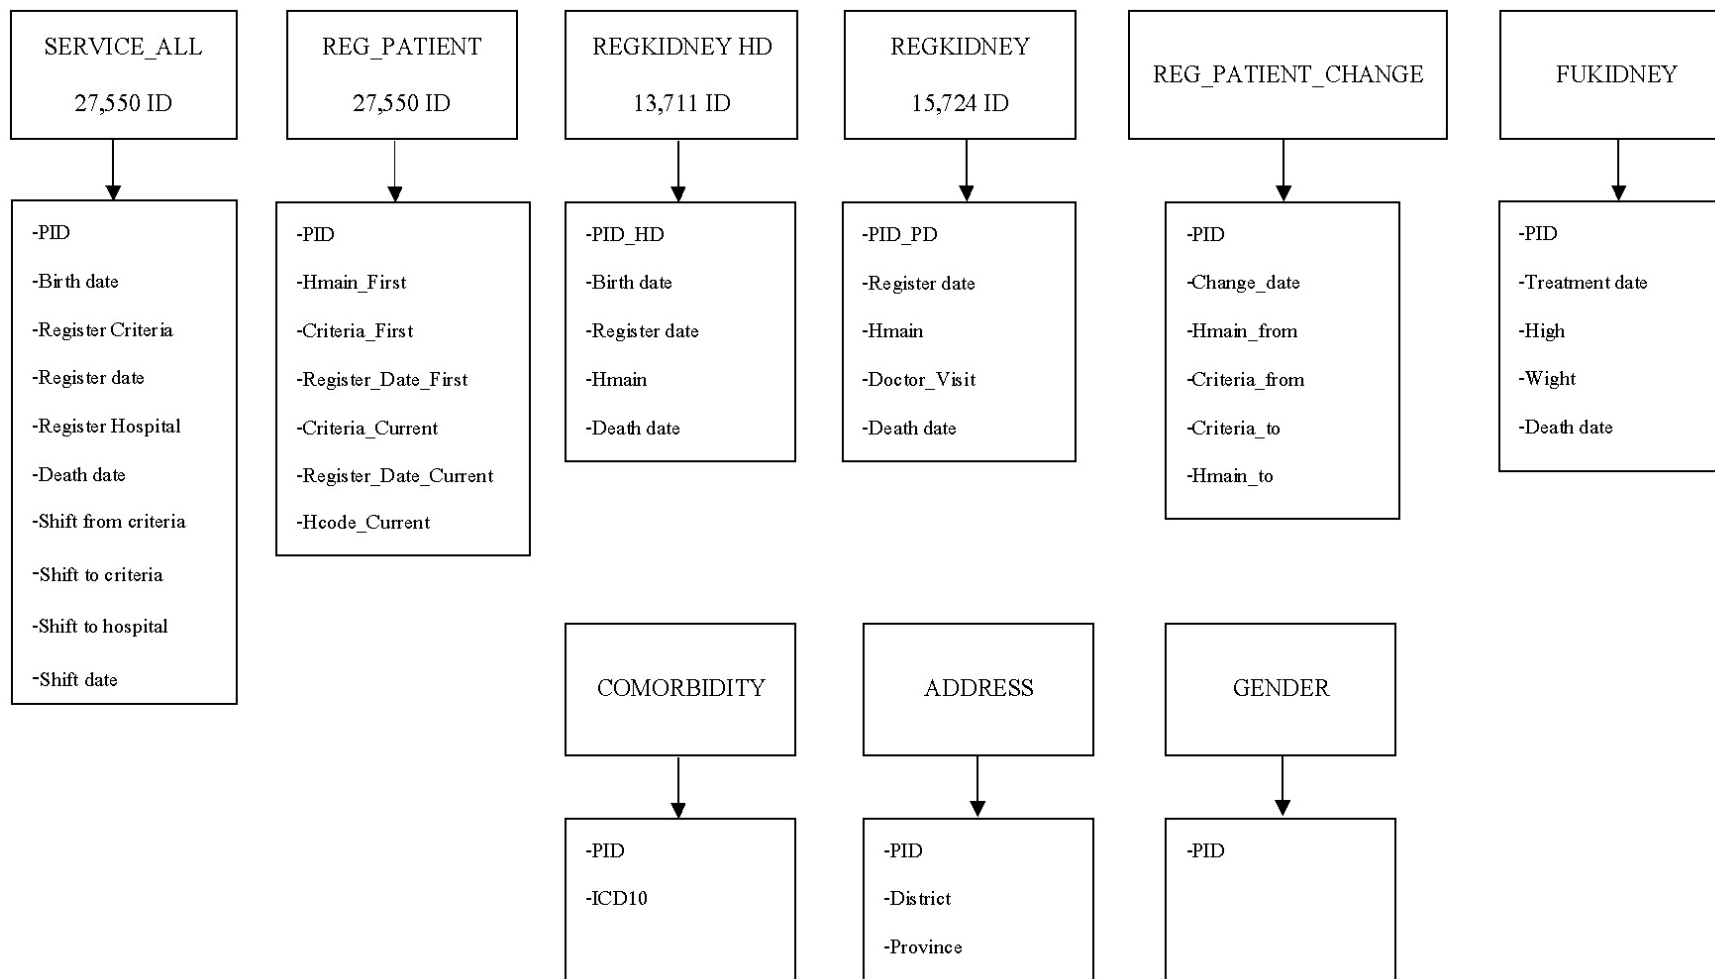 SERVICE_ALL
27,550 ID
REG_PATIENT
27,550 ID
REGKIDNEY HD
13,711 ID
REGKIDNEY
15,724 ID
REG_PATIENT_CHANGE
FUKIDNEY
-PID
-Birth date
-Register Criteria
-Register date
-Register Hospital
-Death date
-Shift from criteria
-Shift to criteria
-Shift to hospital
-Shift date
-PID
-Hmain_First
-Criteria_First
-Register_Date_First
-Criteria_Current
-Register_Date_Current
-Hcode_Current
-PID_HD
-Birth date
-Register date
-Hmain
-Death date
-PID_PD
-Register date
-Hmain
-Doctor_Visit
-Death date
-PID
-Change_date
-Hmain_from
-Criteria_from
-Criteria_to
-Hmain_to
-PID
-Treatment date
-High
-Wight
-Death date
COMORBIDITY
ADDRESS
GENDER
-PID
-ICD10
-PID
-District
-Province
-PID